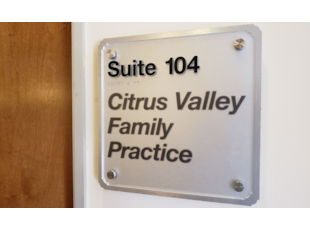 Suite 104
Citrus Valley
Family
Practice